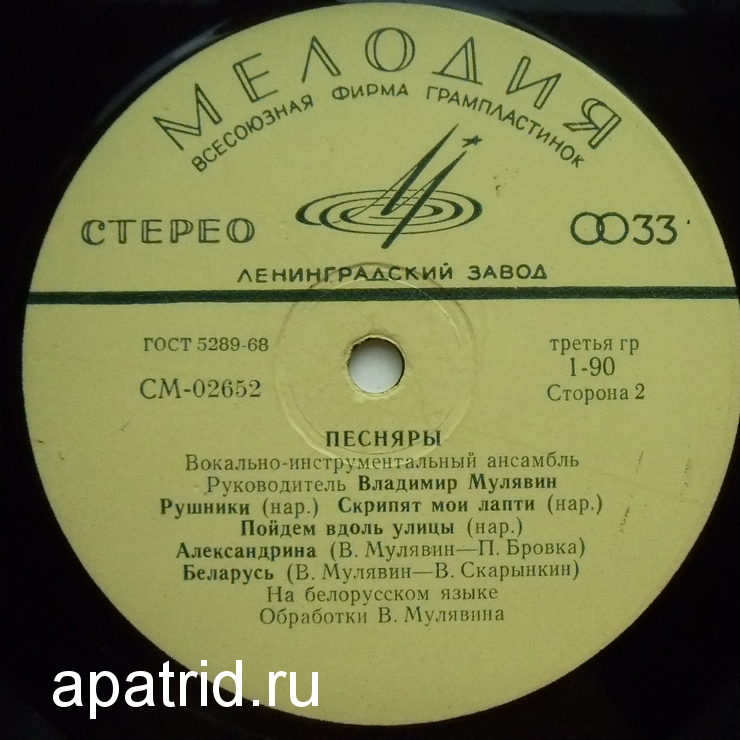 МЕЛОДИЯ
ВСЕСОЮЗНАЯ ФИРМА ГРАМПЛАСТИНОК
СТЕРЕО
33
ЛЕНИНГРАДСКИЙ ЗАВОД
ГОСТ 5289-68
третья гр
1-90
СМ-02652
Сторона 2
ПЕСНЯРЫ
Вокально-инструментальный ансамбль
Руководитель Владимир Мулявин
Рушники (нар.) Скрипят мои лапти (нар.)
Пойдем вдоль улицы (нар.)
Александрина (В. Мулявин—П. Бровка)
Беларусь (В. Мулявин—В. Скарынкин)
На белорусском языке
Обработки В. Мулявина
apatrid.ru